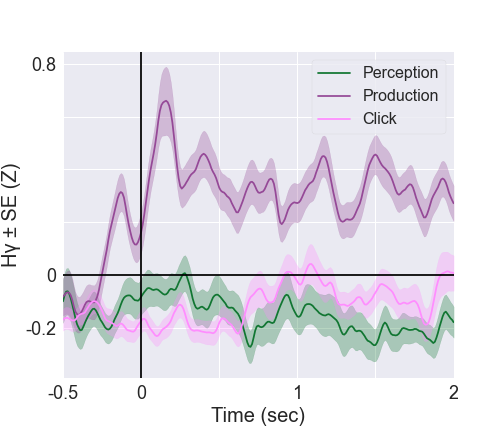 0.8
Perception
Production
Click
Hγ ± SE (Z)
0
-0.2
-0.5
0
1
2
Time (sec)